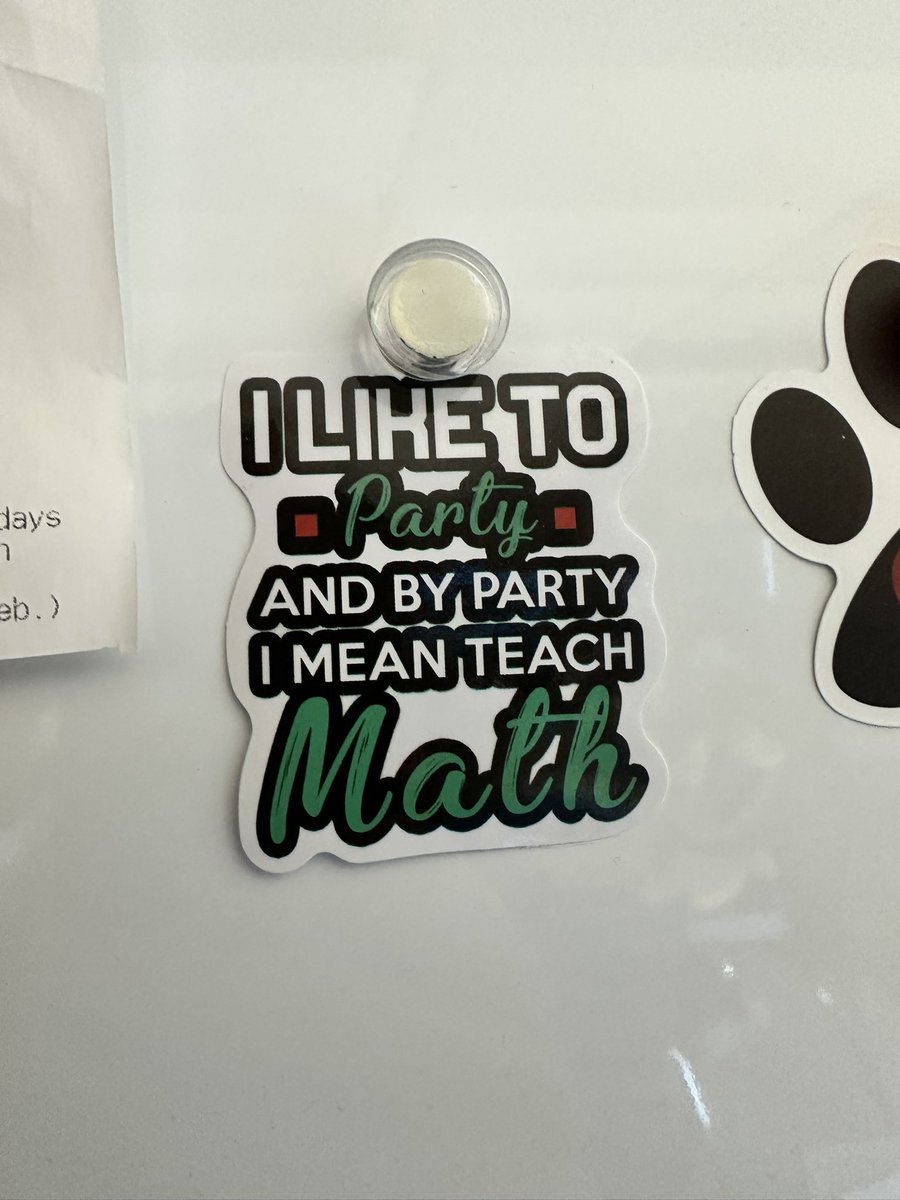 days
eb.)
I LIKE TO
Party
AND BY PARTY
I MEAN TEACH
Math